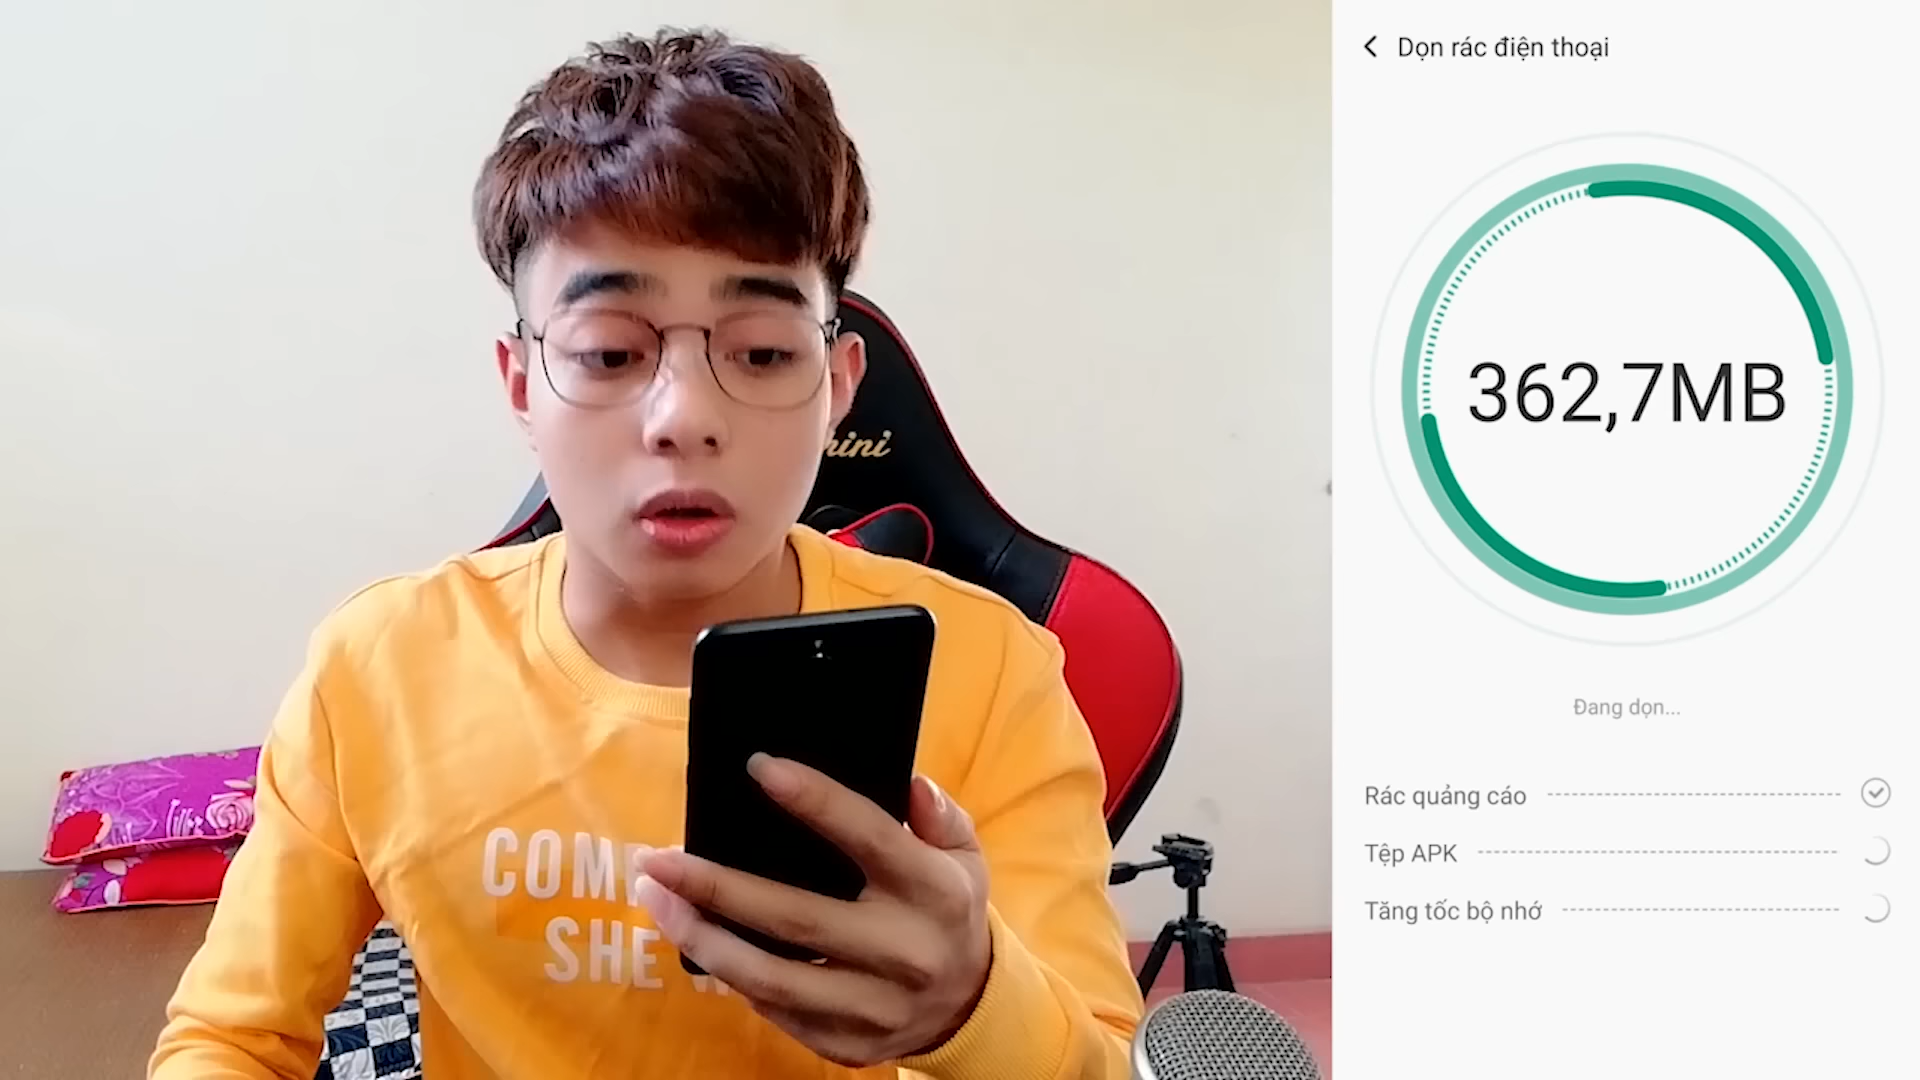 COM
SHE
Dọn rác điện thoại
362,7MB
Đang dọn...
Rác quảng cáo
Tệp APK
Tăng tốc bộ nhớ